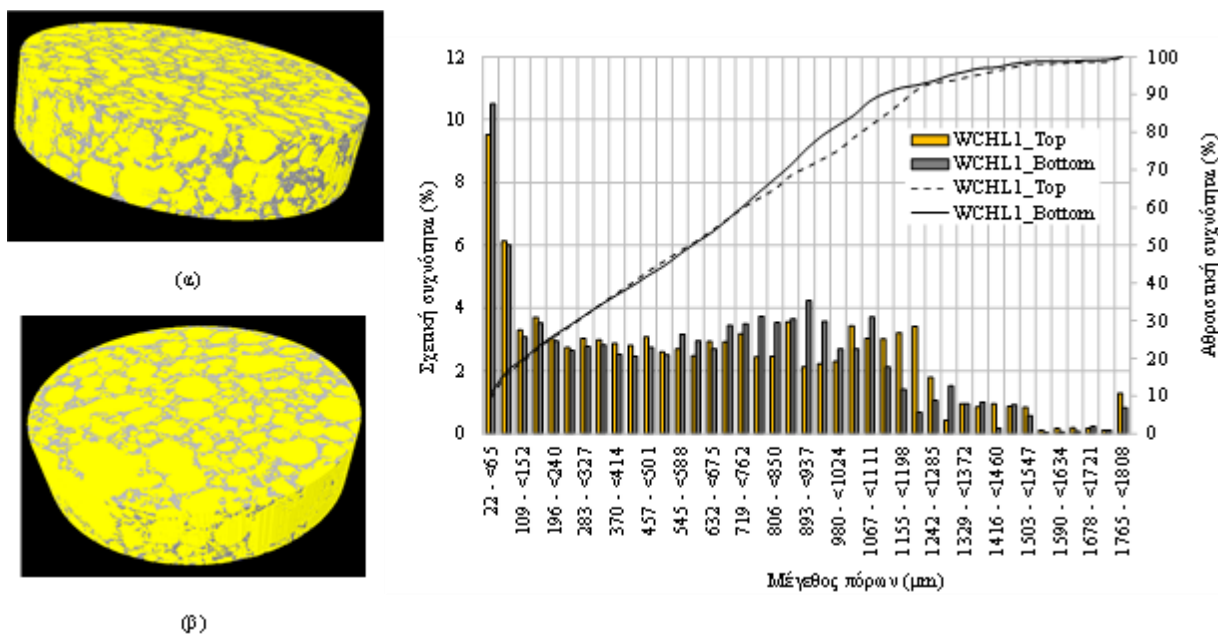 (α)
(β)
Σχετική συχνότητα (%)
12
10
8
6
4
2
0
100
90
80
70
60
50
40
30
20
10
0
Αθροιστική συχνότητα (%)
WCHL1_Top
WCHL1_Bottom
WCHL1_Top
WCHL1_Bottom
22 - <65
109 - <152
196 - <240
283 - <327
370 - <414
457 - <501
545 - <588
632 - <675
719 - <762
806 - <850
893 - <937
980 - <1024
1067 - <1111
1155 - <1198
1242 - <1285
1329 - <1372
1416 - <1460
1503 - <1547
1590 - <1634
1678 - <1721
1765 - <1808
Μέγεθος πόρων (μm)